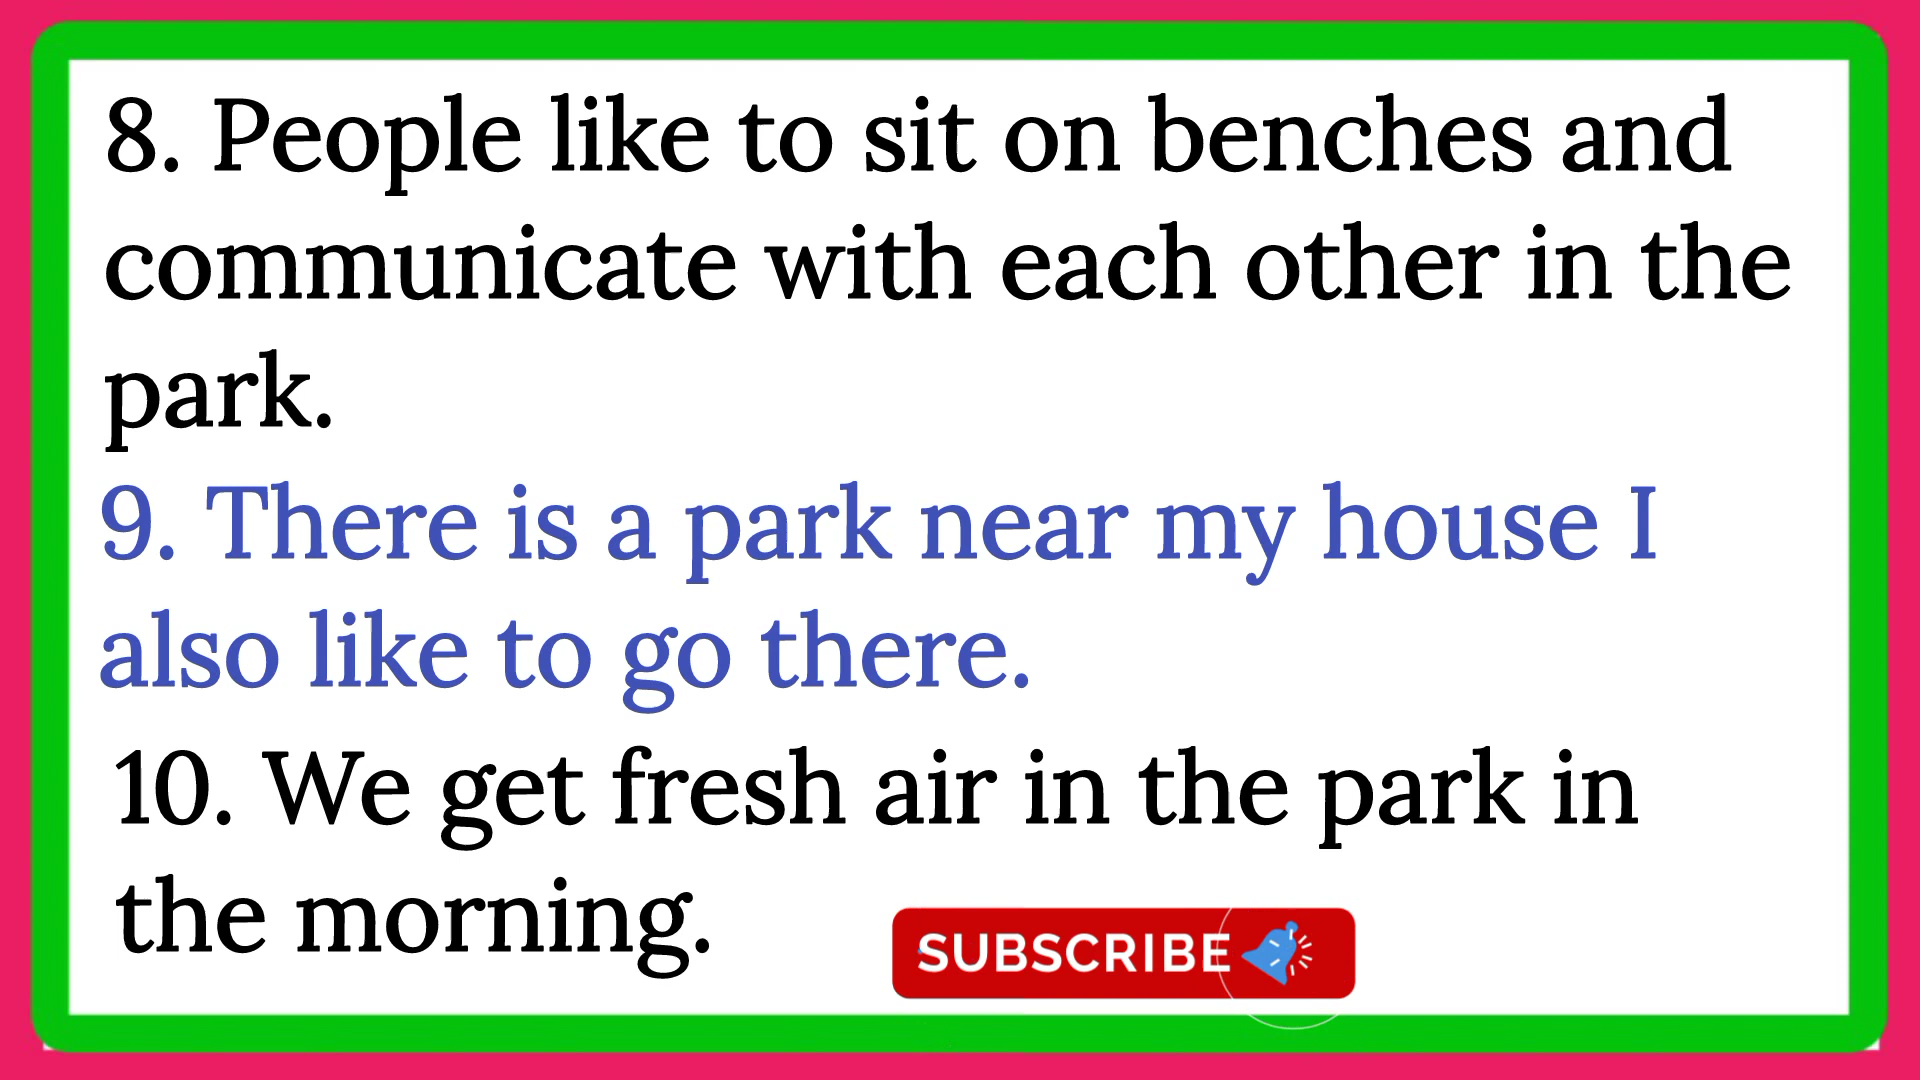 8. People like to sit on benches and
communicate with each other in the
park.
9. There is a park near my house I
also like to go there.
10. We get fresh air in the park in
the morning.
SUBSCRIBE